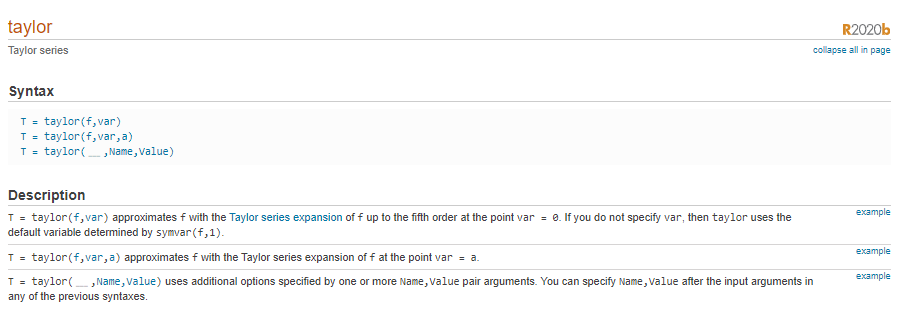 taylor
R2020b
Taylor series
collapse all in page
Syntax
T = taylor(f,var)
T = taylor(f,var,a)
T = taylor(__,Name,Value)
Description
T = taylor(f,var) approximates f with the Taylor series expansion of f up to the fifth order at the point var = 0. If you do not specify var, then taylor uses the
example
default variable determined by symvar(f,1).
T = taylor(f,var,a) approximates f with the Taylor series expansion of f at the point var = a.
example
T = taylor(__,Name,Value) uses additional options specified by one or more Name,Value pair arguments. You can specify Name,Value after the input arguments in
example
any of the previous syntaxes.